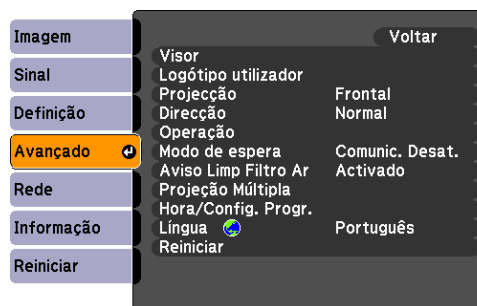 Imagem
Sinal
Definição
Avançado
Rede
Informação
Reiniciar
Voltar
Visor
Logótipo utilizador
Projecção Frontal
Direcção Normal
Operação
Modo de espera Comunic. Desat.
Aviso Limp Filtro Ar Activado
Projeção Múltipla
Hora/Config. Progr.
Língua Português
Reiniciar